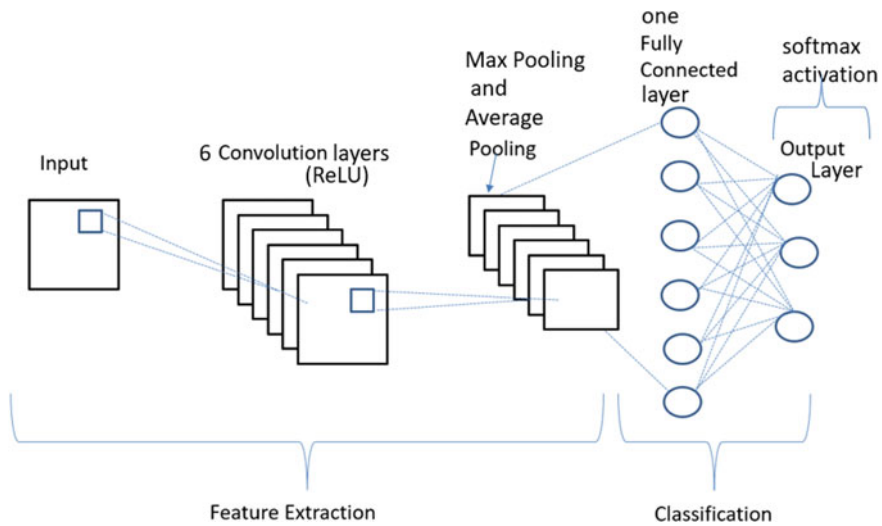 Input
6 Convolution layers
(ReLU)
Max Pooling
and
Average
Pooling
one
Fully
Connected
layer
softmax
activation
Output
Layer
Feature Extraction
Classification